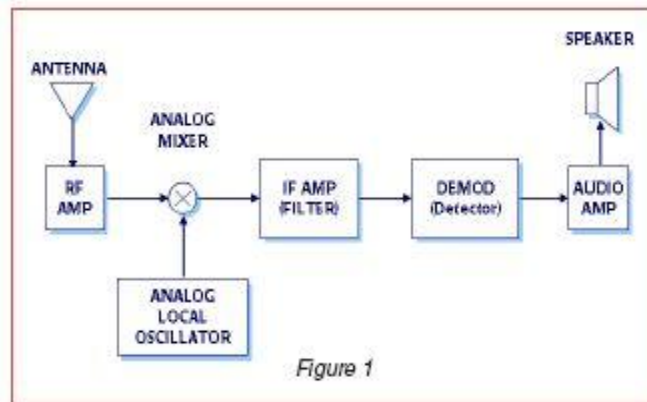 SPEAKER
ANTENNA
ANALOG
MIXER
RF
AMP
IF AMP
(FILTER)
DEMOD
(Detector)
AUDIO
AMP
ANALOG
LOCAL
OSCILLATOR
Figure 1